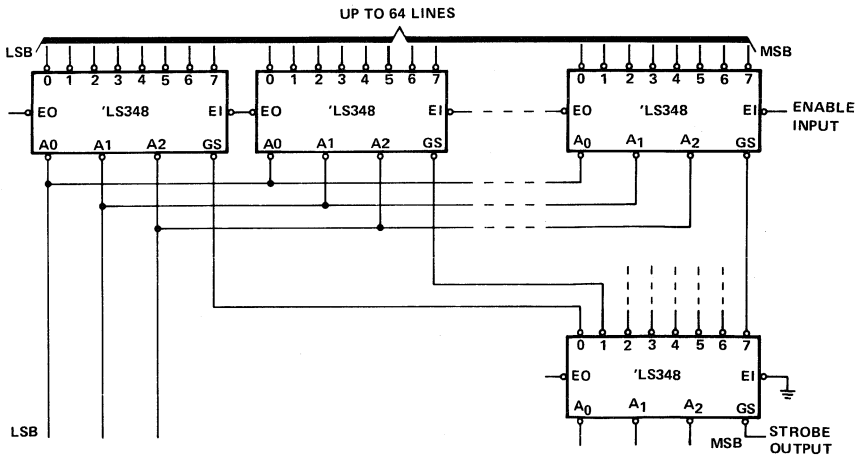 UP TO 64 LINES
LSB
MSB
0 1 2 3 4 5 6 7
0 1 2 3 4 5 6 7
0 1 2 3 4 5 6 7
EO 'LS348 EI
EO 'LS348 EI
EO 'LS348 EI
ENABLE
INPUT
A0 A1 A2 GS
A0 A1 A2 GS
A0 A1 A2 GS
0 1 2 3 4 5 6 7
EO 'LS348 EI
A0 A1 A2 GS
LSB
MSB
STROBE
OUTPUT